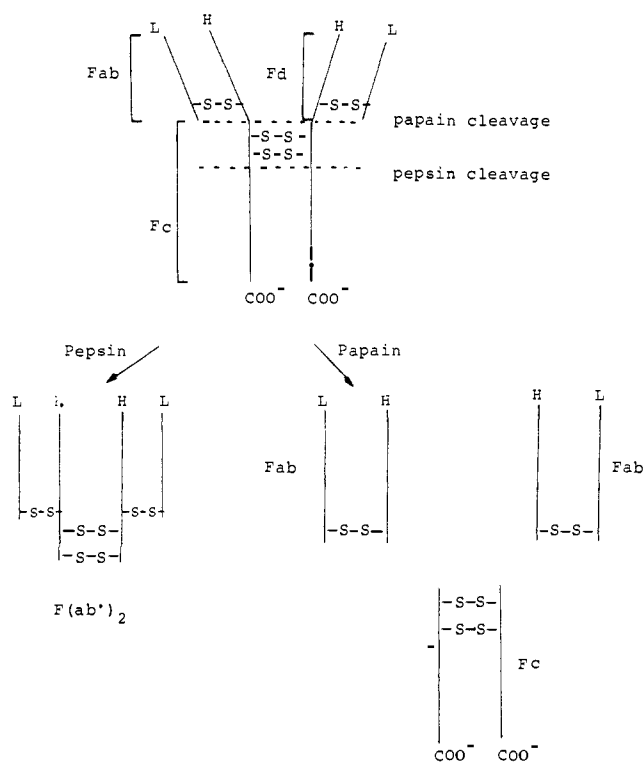 L H H L
Fab Fd
-S-S- -S-S-
papain cleavage
-S-S-
-S-S-
pepsin cleavage
Fc
COO⁻ COO⁻
Pepsin Papain
L H L L H H L
Fab Fab
-S-S- -S-S- -S-S- -S-S-
-S-S-
-S-S-
F(ab')₂
-S-S-
-S-S-
Fc
COO⁻ COO⁻